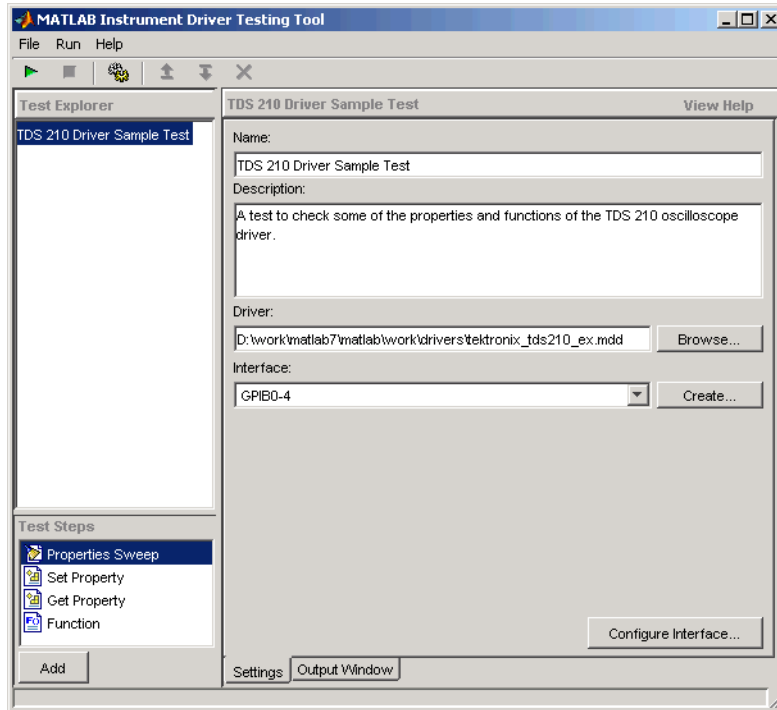 MATLAB Instrument Driver Testing Tool
File Run Help
Test Explorer
TDS 210 Driver Sample Test
TDS 210 Driver Sample Test View Help
Name:
TDS 210 Driver Sample Test
Description:
A test to check some of the properties and functions of the TDS 210 oscilloscope
driver.
Driver:
D:\work\matlab7\matlab\work\drivers\tektronix_tds210_ex.mdd Browse...
Interface:
GPIB0-4 Create...
Test Steps
Properties Sweep
Set Property
Get Property
Function
Add
Configure Interface...
Settings Output Window